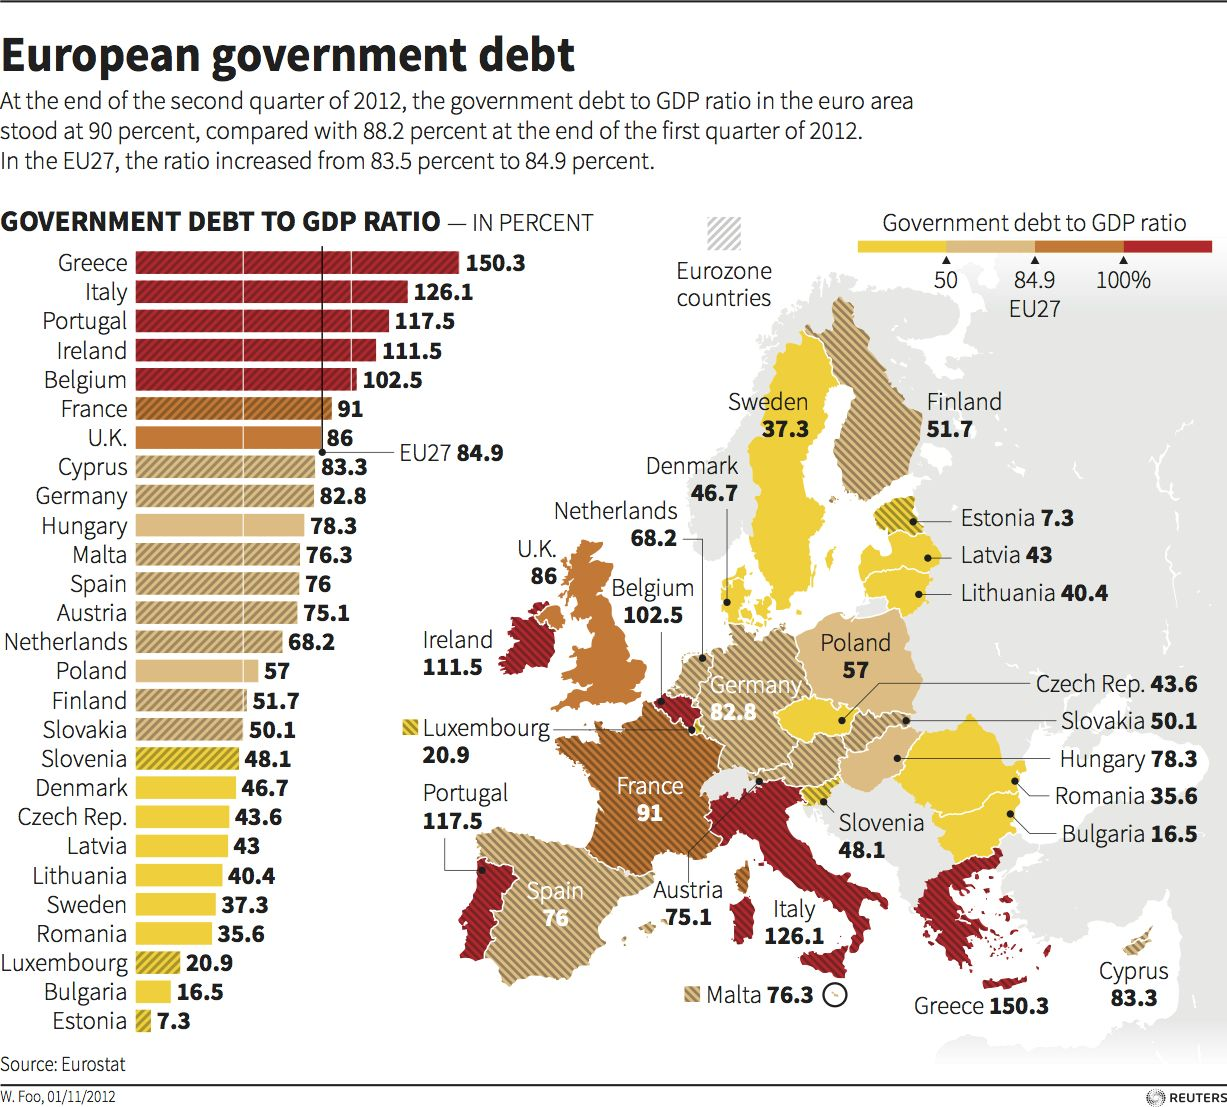 European government debt
At the end of the second quarter of 2012, the government debt to GDP ratio in the euro area
stood at 90 percent, compared with 88.2 percent at the end of the first quarter of 2012.
In the EU27, the ratio increased from 83.5 percent to 84.9 percent.
GOVERNMENT DEBT TO GDP RATIO — IN PERCENT
Greece 150.3
Italy 126.1
Portugal 117.5
Ireland 111.5
Belgium 102.5
France 91
U.K. 86
EU27 84.9
Cyprus 83.3
Germany 82.8
Hungary 78.3
Malta 76.3
Spain 76
Austria 75.1
Netherlands 68.2
Poland 57
Finland 51.7
Slovakia 50.1
Slovenia 48.1
Denmark 46.7
Czech Rep. 43.6
Latvia 43
Lithuania 40.4
Sweden 37.3
Romania 35.6
Luxembourg 20.9
Bulgaria 16.5
Estonia 7.3
Eurozone
countries
Government debt to GDP ratio
50 84.9 100%
EU27
Sweden
37.3
Finland
51.7
Denmark
46.7
Netherlands
68.2
Estonia 7.3
U.K.
86
Latvia 43
Belgium
102.5
Lithuania 40.4
Ireland
111.5
Poland
57
Germany
82.8
Czech Rep. 43.6
Luxembourg
20.9
Slovakia 50.1
Hungary 78.3
France
91
Romania 35.6
Portugal
117.5
Slovenia
48.1
Bulgaria 16.5
Spain
76
Austria
75.1
Italy
126.1
Malta 76.3
Greece 150.3
Cyprus
83.3
Source: Eurostat
W. Foo, 01/11/2012
REUTERS